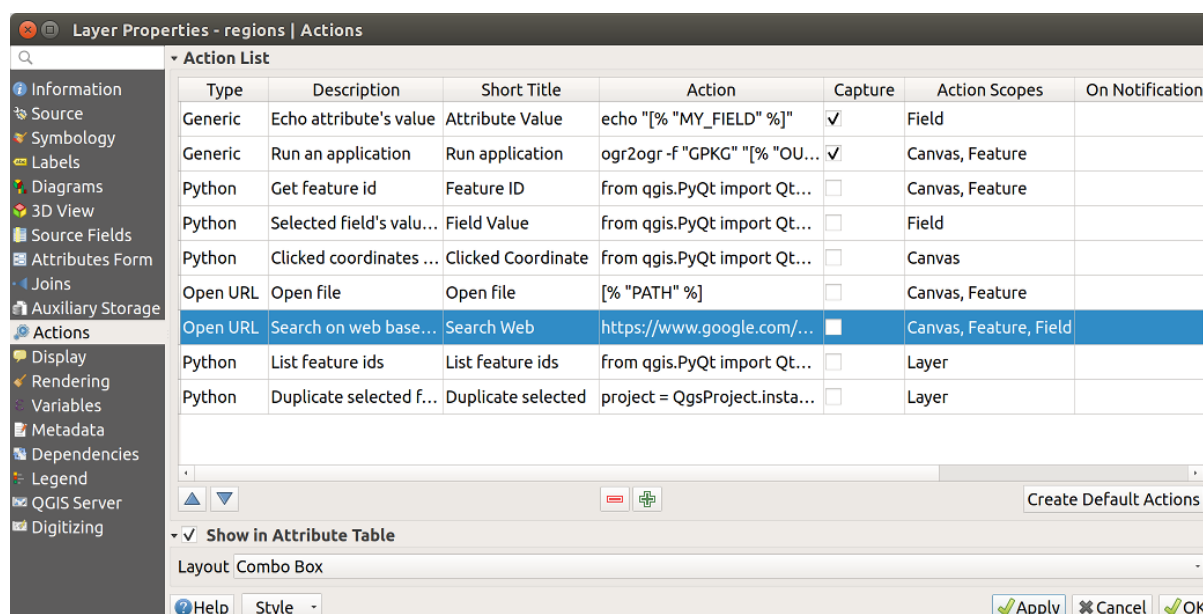 Layer Properties - regions | Actions
Action List
Information
Source
Symbology
Labels
Diagrams
3D View
Source Fields
Attributes Form
Joins
Auxiliary Storage
Actions
Display
Rendering
Variables
Metadata
Dependencies
Legend
QGIS Server
Digitizing
Type Description Short Title Action Capture Action Scopes On Notification
Generic Echo attribute's value Attribute Value echo "[% "MY_FIELD" %]" Field
Generic Run an application Run application ogr2ogr -f "GPKG" "[% "OU... Canvas, Feature
Python Get feature id Feature ID from qgis.PyQt import Qt... Canvas, Feature
Python Selected field's valu... Field Value from qgis.PyQt import Qt... Field
Python Clicked coordinates ... Clicked Coordinate from qgis.PyQt import Qt... Canvas
Open URL Open file Open file [% "PATH" %] Canvas, Feature
Open URL Search on web base... Search Web https://www.google.com/... Canvas, Feature, Field
Python List feature ids List feature ids from qgis.PyQt import Qt... Layer
Python Duplicate selected f... Duplicate selected project = QgsProject.insta... Layer
Create Default Actions
Show in Attribute Table
Layout Combo Box
Help Style Apply Cancel OK